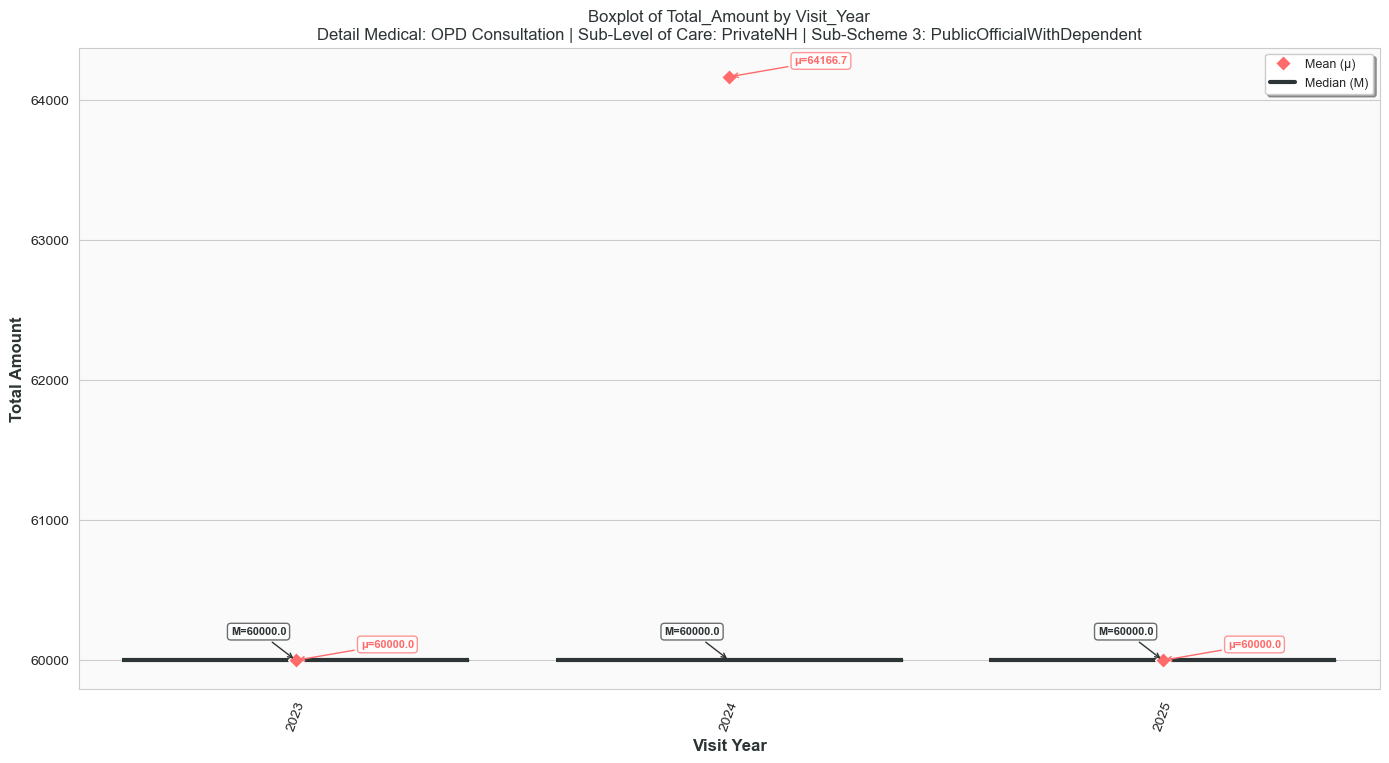 Boxplot of Total_Amount by Visit_Year
Detail Medical: OPD Consultation | Sub-Level of Care: PrivateNH | Sub-Scheme 3: PublicOfficialWithDependent
Mean (μ)
Median (M)
μ=64166.7
64000
63000
62000
61000
60000
Total Amount
M=60000.0
μ=60000.0
M=60000.0
M=60000.0
μ=60000.0
2023
2024
2025
Visit Year